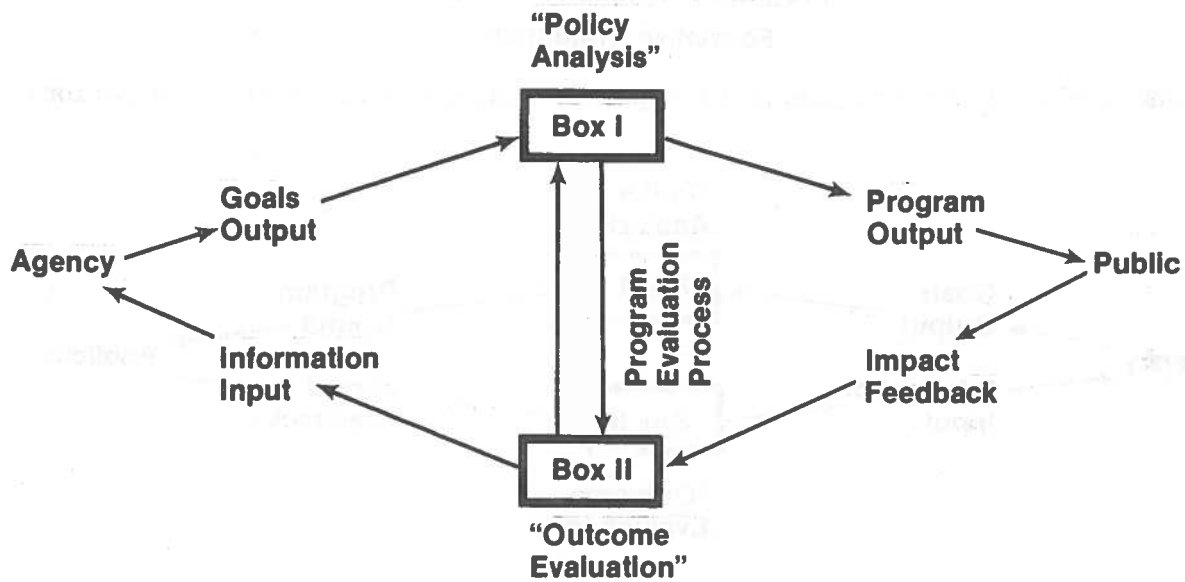 “Policy
Analysis”
Box I
Goals
Output
Program
Output
Agency
Public
Program
Evaluation
Process
Information
Input
Impact
Feedback
Box II
“Outcome
Evaluation”